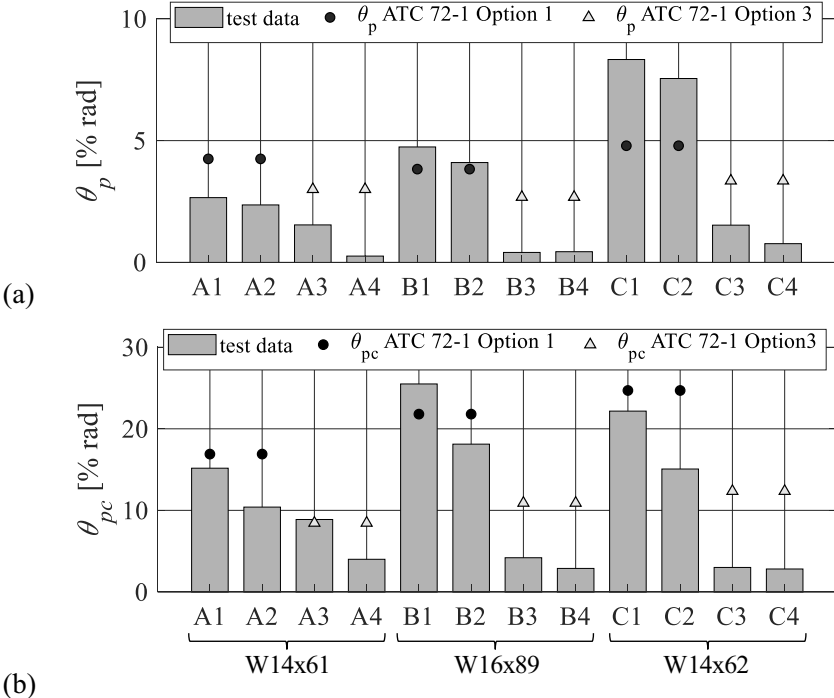 test data θp ATC 72-1 Option 1 θp ATC 72-1 Option 3
10
5
0
θp [% rad]
A1 A2 A3 A4 B1 B2 B3 B4 C1 C2 C3 C4
(a)
test data θpc ATC 72-1 Option 1 θpc ATC 72-1 Option3
30
20
10
0
θpc [% rad]
A1 A2 A3 A4 B1 B2 B3 B4 C1 C2 C3 C4
W14x61 W16x89 W14x62
(b)